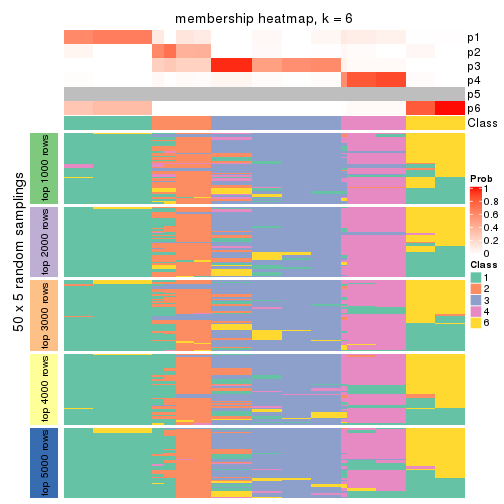 membership heatmap, k = 6
p1
p2
p3
p4
p5
p6
Class
50 x 5 random samplings
top 1000 rows
top 2000 rows
top 3000 rows
top 4000 rows
top 5000 rows
Prob
1
0.8
0.6
0.4
0.2
0
Class
1
2
3
4
6